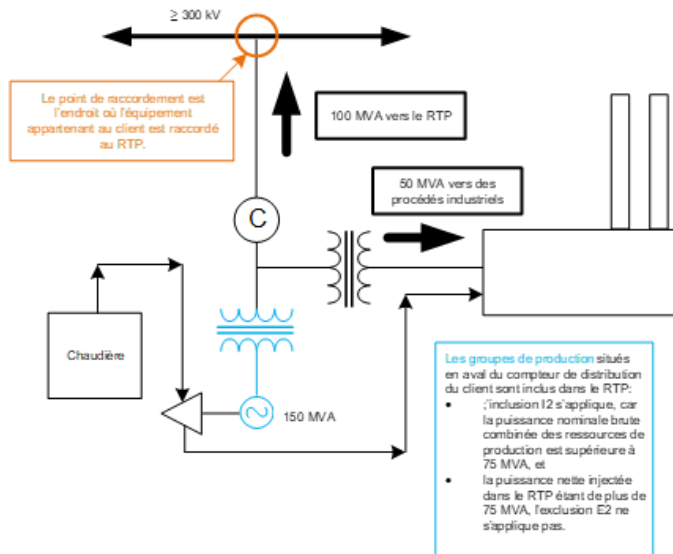 ≥ 300 kV
Le point de raccordement est
l'endroit où l'équipement
appartenant au client est raccordé
au RTP.
100 MVA vers le RTP
50 MVA vers des
procédés industriels
C
Chaudière
150 MVA
Les groupes de production situés
en aval du compteur de distribution
du client sont inclus dans le RTP:
• ;'inclusion I2 s'applique, car
la puissance nominale brute
combinée des ressources de
production est supérieure à
75 MVA, et
• la puissance nette injectée
dans le RTP étant de plus de
75 MVA, l'exclusion E2 ne
s'applique pas.